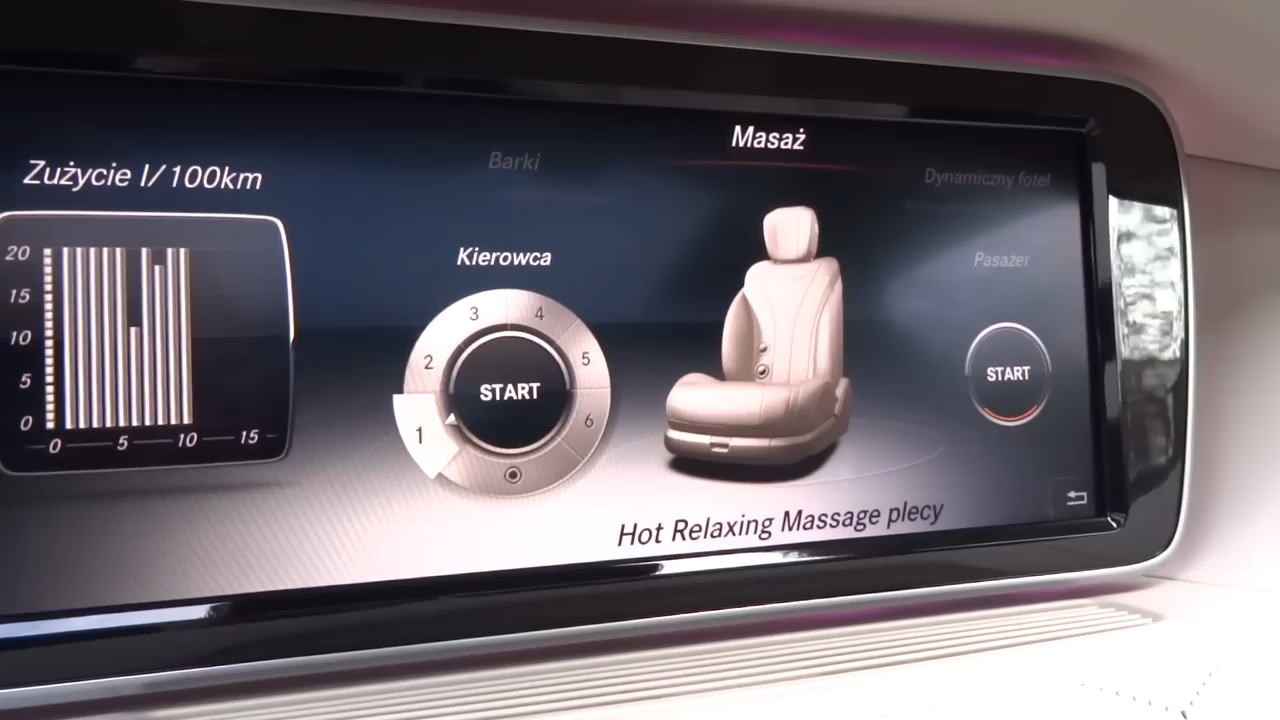 Masaż
Barki
Dynamiczny fotel
Zużycie l/100km
20
15
10
5
0
0 5 10 15
Kierowca
1
2
3
4
5
6
START
Pasażer
START
Hot Relaxing Massage plecy